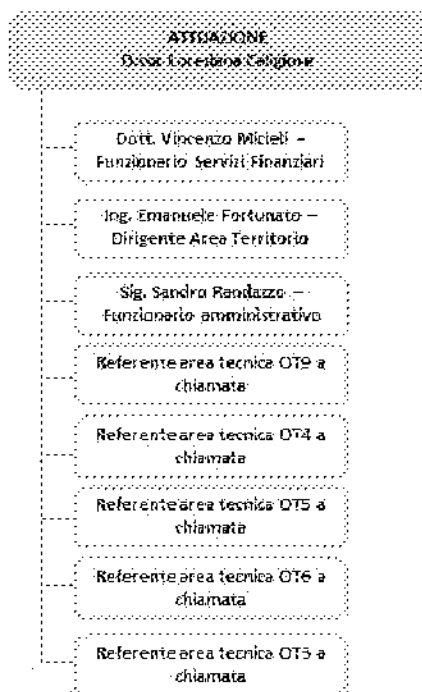 ATTUAZIONE
Dott. Vincenzo Micieli –
Funzionario Servizi Finanziari
Ing. Emanuele Fortunato –
Dirigente Area Territorio
Sig. Sandro Randazzo –
Funzionario amministrativo
Referente area tecnica OT9 a
chiamata
Referente area tecnica OT4 a
chiamata
Referente area tecnica OT5 a
chiamata
Referente area tecnica OT6 a
chiamata
Referente area tecnica OT3 a
chiamata